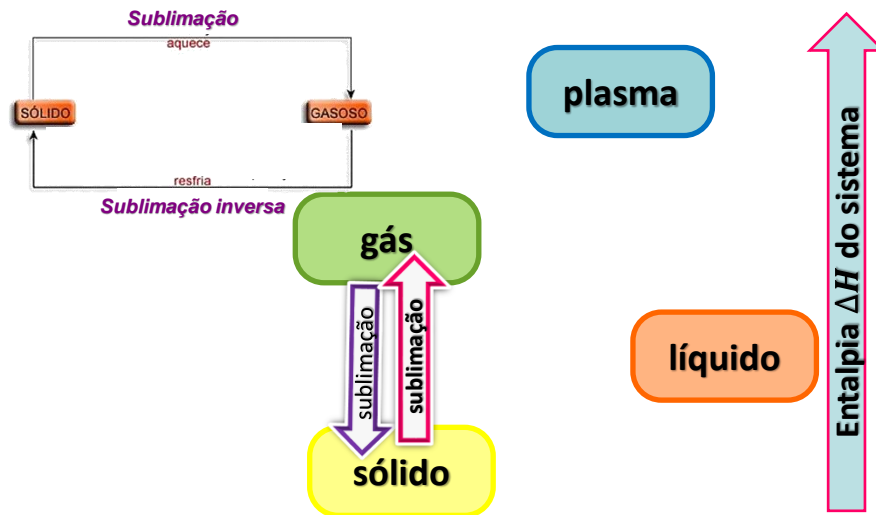 Sublimação
aquece
SÓLIDO
GASOSO
resfria
Sublimação inversa
plasma
gás
sublimação
sublimação
líquido
sólido
Entalpia ΔH do sistema